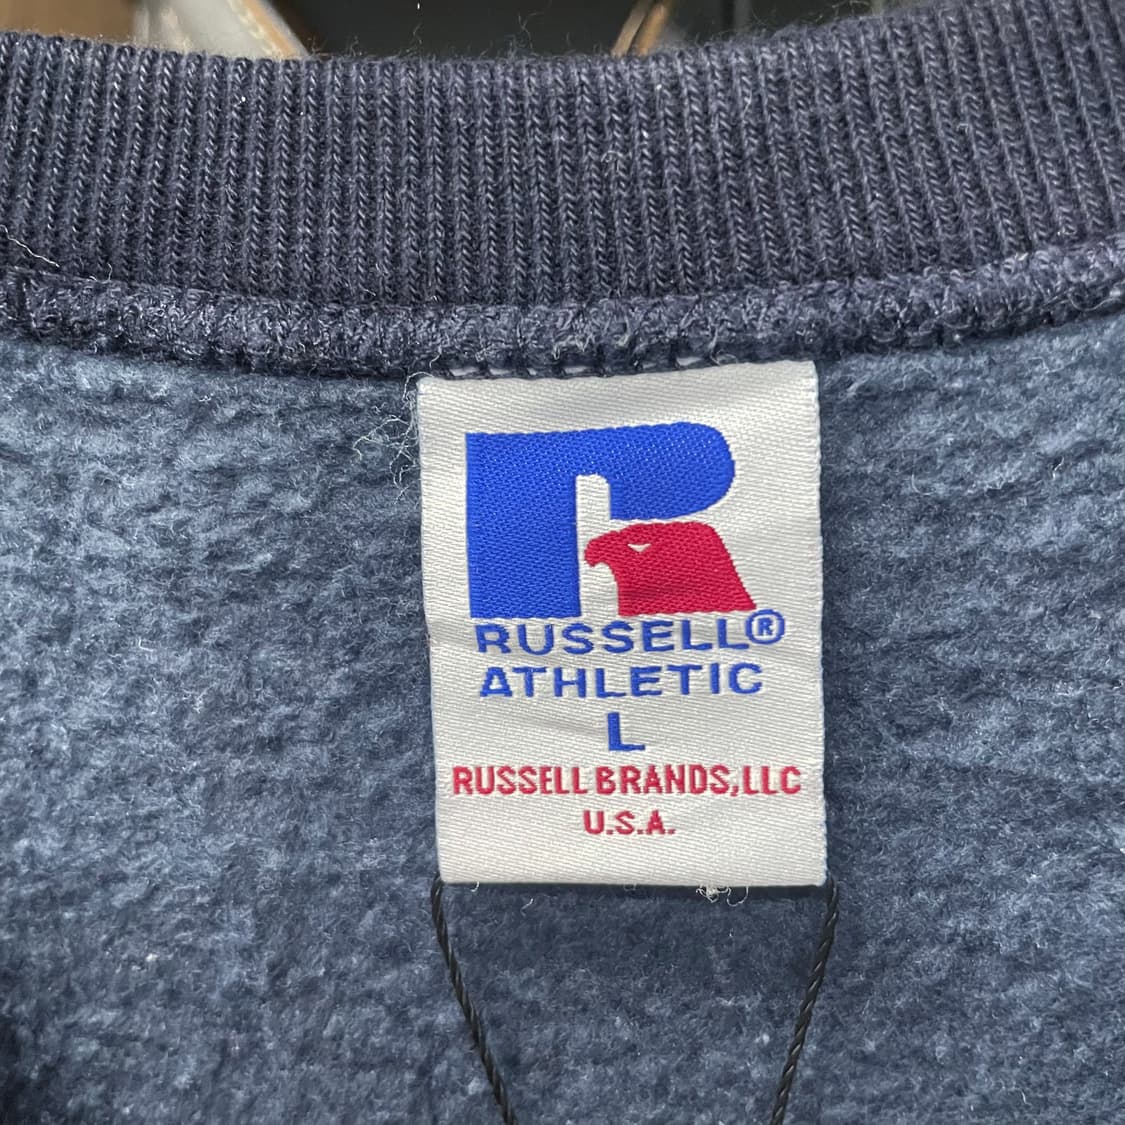 RUSSELL®
ATHLETIC
L
RUSSELL BRANDS,LLC
U.S.A.